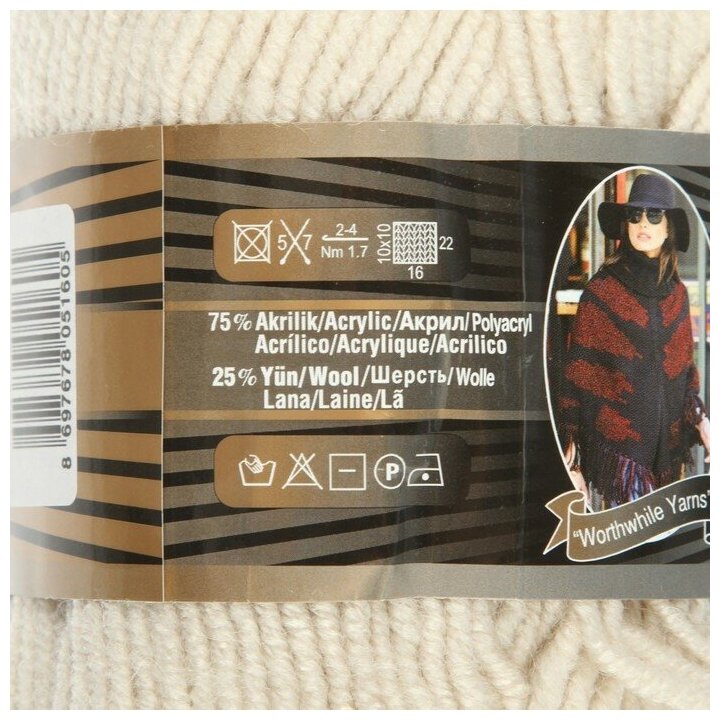 8 697678 051605
5 7
2-4
Nm 1.7
10x10
22
16
75% Akrilik/Acrylic/Акрил/Polyacryl
Acrílico/Acrylique/Acrilico
25% Yün/Wool/Шерсть/Wolle
Lana/Laine/Lã
P
"Worthwhile Yarns"